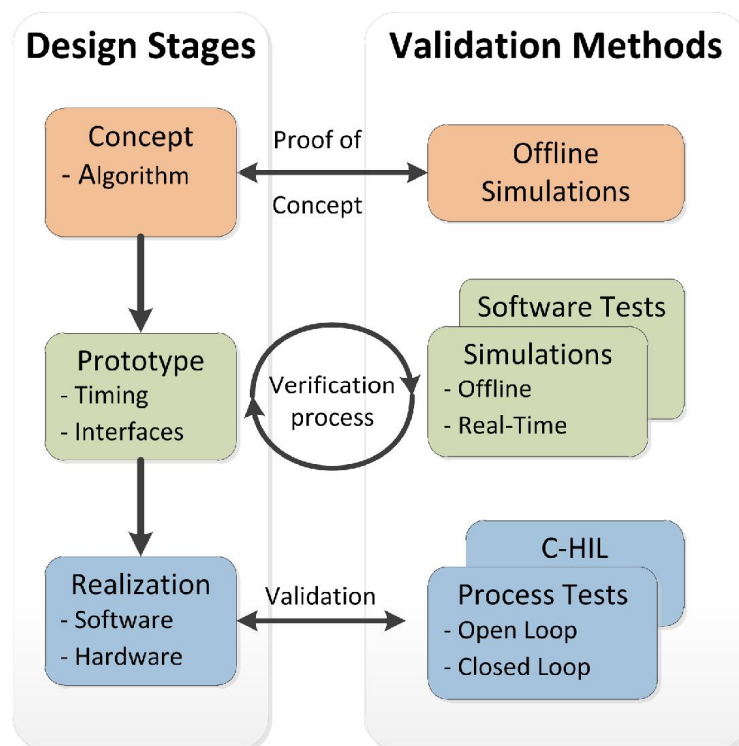 Design Stages
Validation Methods
Concept
- Algorithm
Proof of
Concept
Offline
Simulations
Prototype
- Timing
- Interfaces
Verification
process
Software Tests
Simulations
- Offline
- Real-Time
Realization
- Software
- Hardware
Validation
C-HIL
Process Tests
- Open Loop
- Closed Loop